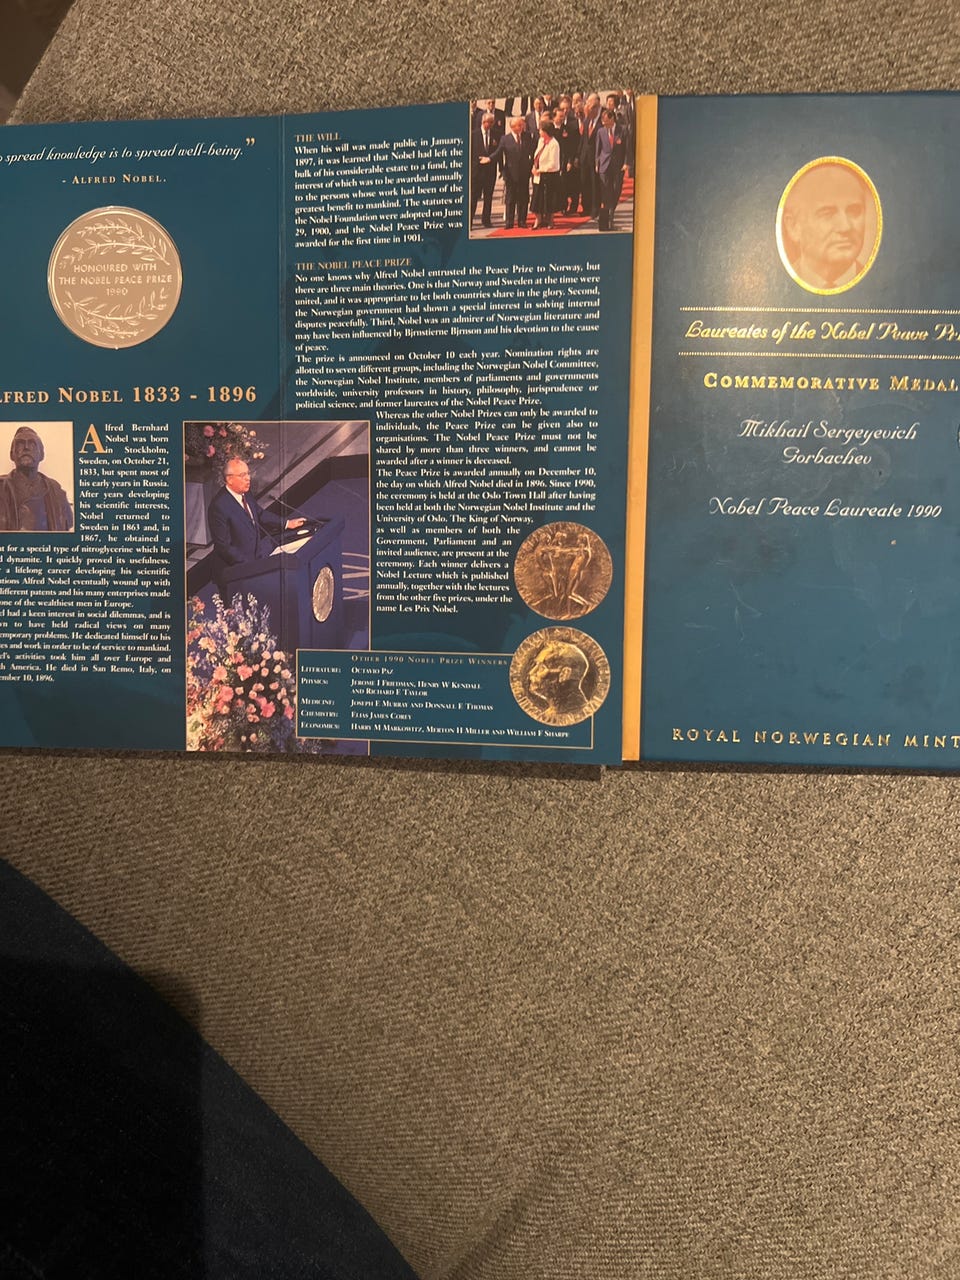 o spread knowledge is to spread well-being."
- ALFRED NOBEL.
HONOURED WITH
THE NOBEL PEACE PRIZE
1990
LFRED NOBEL 1833 - 1896
Alfred Bernhard
Nobel was born
in Stockholm,
Sweden, on October 21,
1833, but spent most of
his early years in Russia.
After years developing
his scientific interests,
Nobel returned to
Sweden in 1863 and, in
1867, he obtained a
t for a special type of nitroglycerine which he
d dynamite. It quickly proved its usefulness.
a lifelong career developing his scientific
tions Alfred Nobel eventually wound up with
ifferent patents and his many enterprises made
one of the wealthiest men in Europe.
el had a keen interest in social dilemmas, and is
n to have held radical views on many
emporary problems. He dedicated himself to his
es and work in order to be of service to mankind.
el's activities took him all over Europe and
h America. He died in San Remo, Italy, on
ember 10, 1896.
THE WILL
When his will was made public in January,
1897, it was learned that Nobel had left the
bulk of his considerable estate to a fund, the
interest of which was to be awarded annually
to the persons whose work had been of the
greatest benefit to mankind. The statutes of
the Nobel Foundation were adopted on June
29, 1900, and the Nobel Peace Prize was
awarded for the first time in 1901.
THE NOBEL PEACE PRIZE
No one knows why Alfred Nobel entrusted the Peace Prize to Norway, but
there are three main theories. One is that Norway and Sweden at the time were
united, and it was appropriate to let both countries share in the glory. Second,
the Norwegian government had shown a special interest in solving internal
disputes peacefully. Third, Nobel was an admirer of Norwegian literature and
may have been influenced by Bjrnstierne Bjrnson and his devotion to the cause
of peace.
The prize is announced on October 10 each year. Nomination rights are
allotted to seven different groups, including the Norwegian Nobel Committee,
the Norwegian Nobel Institute, members of parliaments and governments
worldwide, university professors in history, philosophy, jurisprudence or
political science, and former laureates of the Nobel Peace Prize.
Whereas the other Nobel Prizes can only be awarded to
individuals, the Peace Prize can be given also to
organisations. The Nobel Peace Prize must not be
shared by more than three winners, and cannot be
awarded after a winner is deceased.
The Peace Prize is awarded annually on December 10,
the day on which Alfred Nobel died in 1896. Since 1990,
the ceremony is held at the Oslo Town Hall after having
been held at both the Norwegian Nobel Institute and the
University of Oslo. The King of Norway,
as well as members of both the
Government, Parliament and an
invited audience, are present at the
ceremony. Each winner delivers a
Nobel Lecture which is published
annually, together with the lectures
from the other five prizes, under the
name Les Prix Nobel.
OTHER 1990 NOBEL PRIZE WINNERS
LITERATURE: OCTAVIO PAZ
PHYSICS: JEROME I FRIEDMAN, HENRY W KENDALL
AND RICHARD E TAYLOR
MEDICINE: JOSEPH E MURRAY AND DONNALL E THOMAS
CHEMISTRY: ELIAS JAMES COREY
ECONOMICS: HARRY M MARKOWITZ, MERTON H MILLER AND WILLIAM F SHARPE
Laureates of the Nobel Peace Pri
COMMEMORATIVE MEDAL
Mikhail Sergeyevich
Gorbachev
Nobel Peace Laureate 1990
ROYAL NORWEGIAN MINT